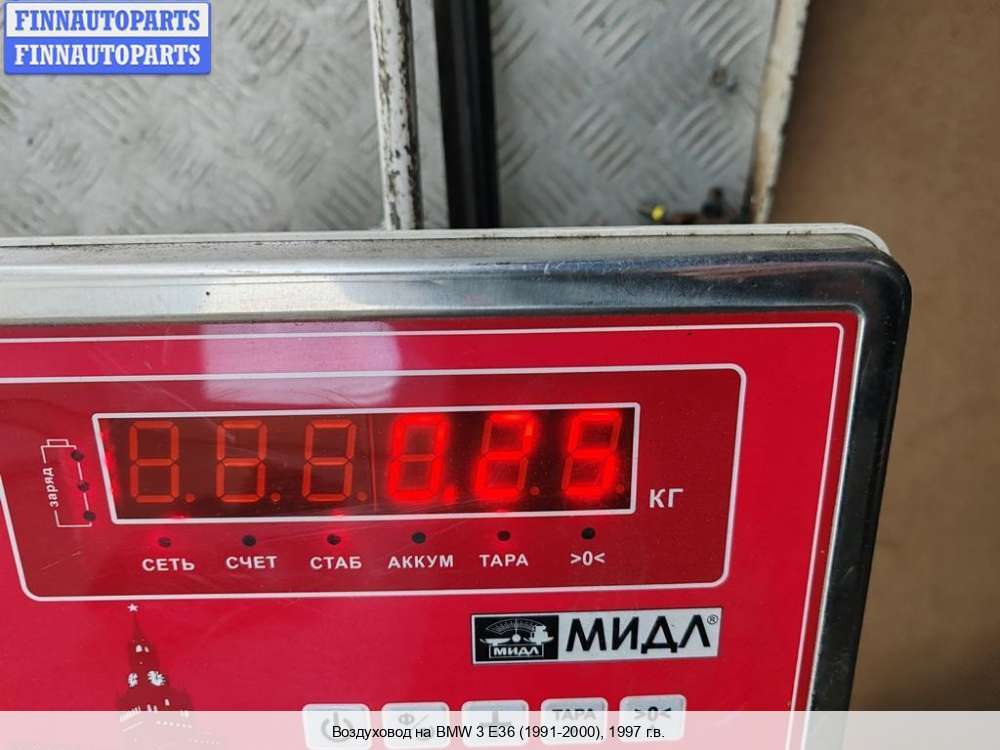 FINNAUTOPARTS
FINNAUTOPARTS
0.25
КГ
заряд
СЕТЬ СЧЕТ СТАБ АККУМ ТАРА >0<
МИДЛ
МИДЛ®
Ф/ + ТАРА >0<
Воздуховод на BMW 3 E36 (1991-2000), 1997 г.в.